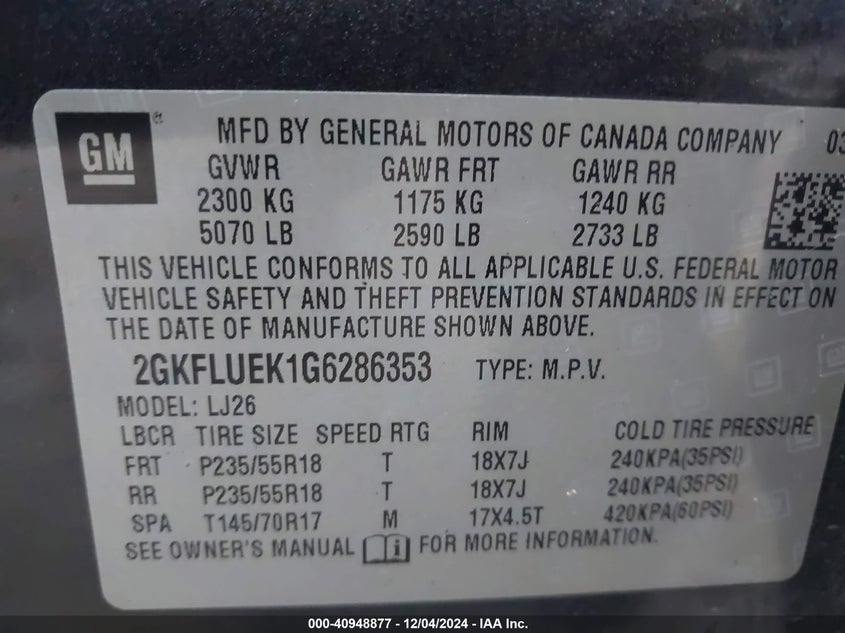 GM ®
MFD BY GENERAL MOTORS OF CANADA COMPANY 03
GVWR GAWR FRT GAWR RR
2300 KG 1175 KG 1240 KG
5070 LB 2590 LB 2733 LB
THIS VEHICLE CONFORMS TO ALL APPLICABLE U.S. FEDERAL MOTOR
VEHICLE SAFETY AND THEFT PREVENTION STANDARDS IN EFFECT ON
THE DATE OF MANUFACTURE SHOWN ABOVE.
2GKFLUEK1G6286353 TYPE: M.P.V.
MODEL: LJ26
LBCR TIRE SIZE SPEED RTG RIM COLD TIRE PRESSURE
FRT P235/55R18 T 18X7J 240KPA(35PSI)
RR P235/55R18 T 18X7J 240KPA(35PSI)
SPA T145/70R17 M 17X4.5T 420KPA(60PSI)
SEE OWNER'S MANUAL i FOR MORE INFORMATION.
000-40948877 - 12/04/2024 - IAA Inc.